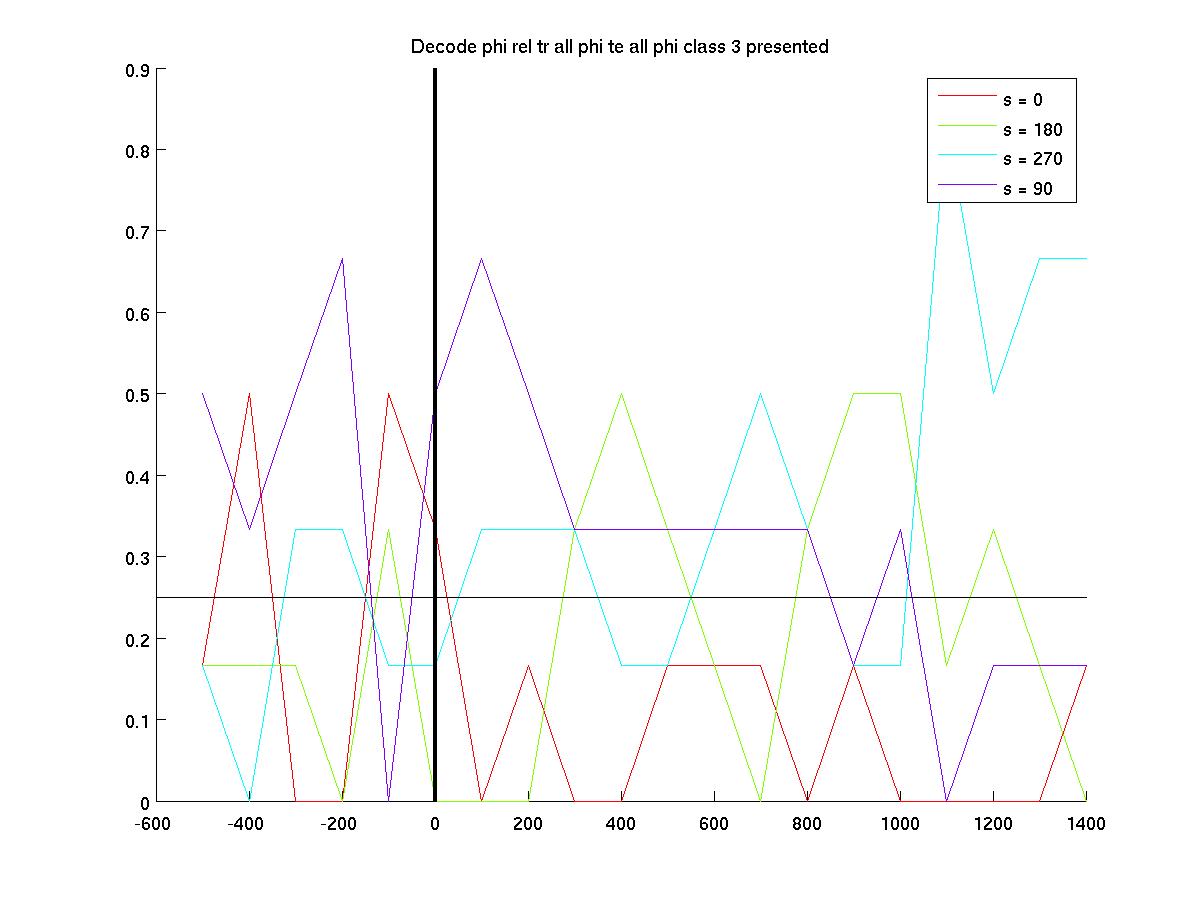 Decode phi rel tr all phi te all phi class 3 presented
0.9
0.8
0.7
0.6
0.5
0.4
0.3
0.2
0.1
0
-600 -400 -200 0 200 400 600 800 1000 1200 1400
s = 0
s = 180
s = 270
s = 90